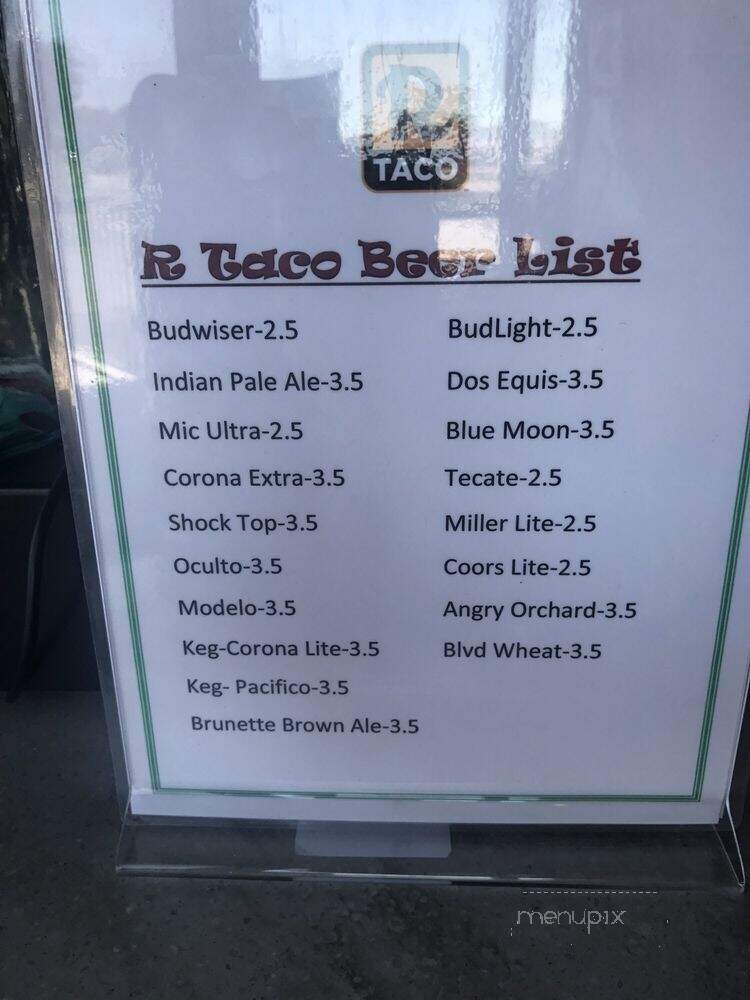 R
TACO
R Taco Beer List
Budwiser-2.5
Indian Pale Ale-3.5
Mic Ultra-2.5
Corona Extra-3.5
Shock Top-3.5
Oculto-3.5
Modelo-3.5
Keg-Corona Lite-3.5
Keg- Pacifico-3.5
Brunette Brown Ale-3.5
BudLight-2.5
Dos Equis-3.5
Blue Moon-3.5
Tecate-2.5
Miller Lite-2.5
Coors Lite-2.5
Angry Orchard-3.5
Blvd Wheat-3.5
menupix